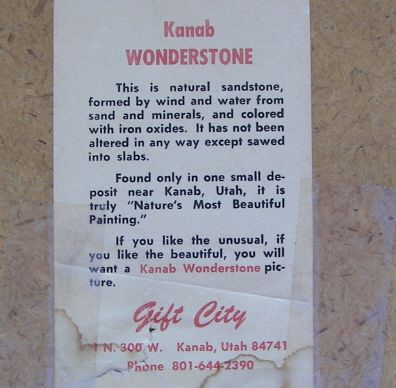 Kanab
WONDERSTONE
This is natural sandstone,
formed by wind and water from
sand and minerals, and colored
with iron oxides. It has not been
altered in any way except sawed
into slabs.
Found only in one small de-
posit near Kanab, Utah, it is
truly "Nature's Most Beautiful
Painting."
If you like the unusual, if
you like the beautiful, you will
want a Kanab Wonderstone pic-
ture.
Gift City
1 N. 300 W. Kanab, Utah 84741
Phone 801-644-2390